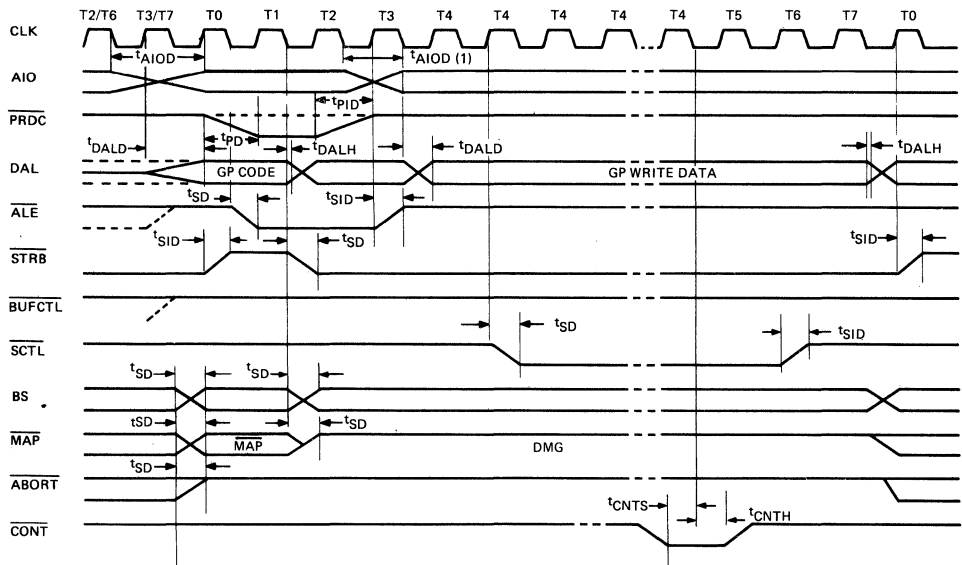 T2/T6 T3/T7 T0 T1 T2 T3 T4 T4 T4 T4 T4 T5 T6 T7 T0
CLK
tAIOD tAIOD (1)
AIO
tPID
PRDC
tPD
tDALD tDALH tDALD tDALH
DAL GP CODE GP WRITE DATA
tSD tSID
ALE
tSID tSD tSID
STRB
BUFCTL
tSD tSID
SCTL
tSD tSD
BS
tSD tSD
MAP MAP DMG
tSD
ABORT
tCNTS tCNTH
CONT